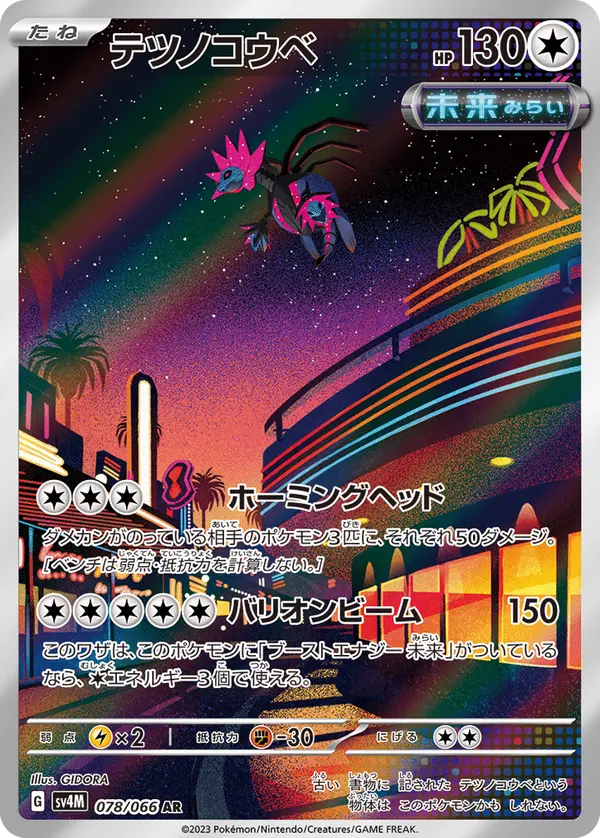 たね
テツノコウベ
HP 130
未来 みらい
ホーミングヘッド
ダメカンがのっている相手のポケモン3匹に、それぞれ50ダメージ。
[ベンチは弱点・抵抗力を計算しない。]
バリオンビーム 150
このワザは、このポケモンに「ブーストエナジー 未来」がついている
なら、エネルギー3個で使える。
弱点 ×2 抵抗力 -30 にげる
Illus. GIDORA
G sv4M 078/066 AR
古い 書物に 記された テツノコウベという
物体は このポケモンかも しれない。
©2023 Pokémon/Nintendo/Creatures/GAME FREAK.